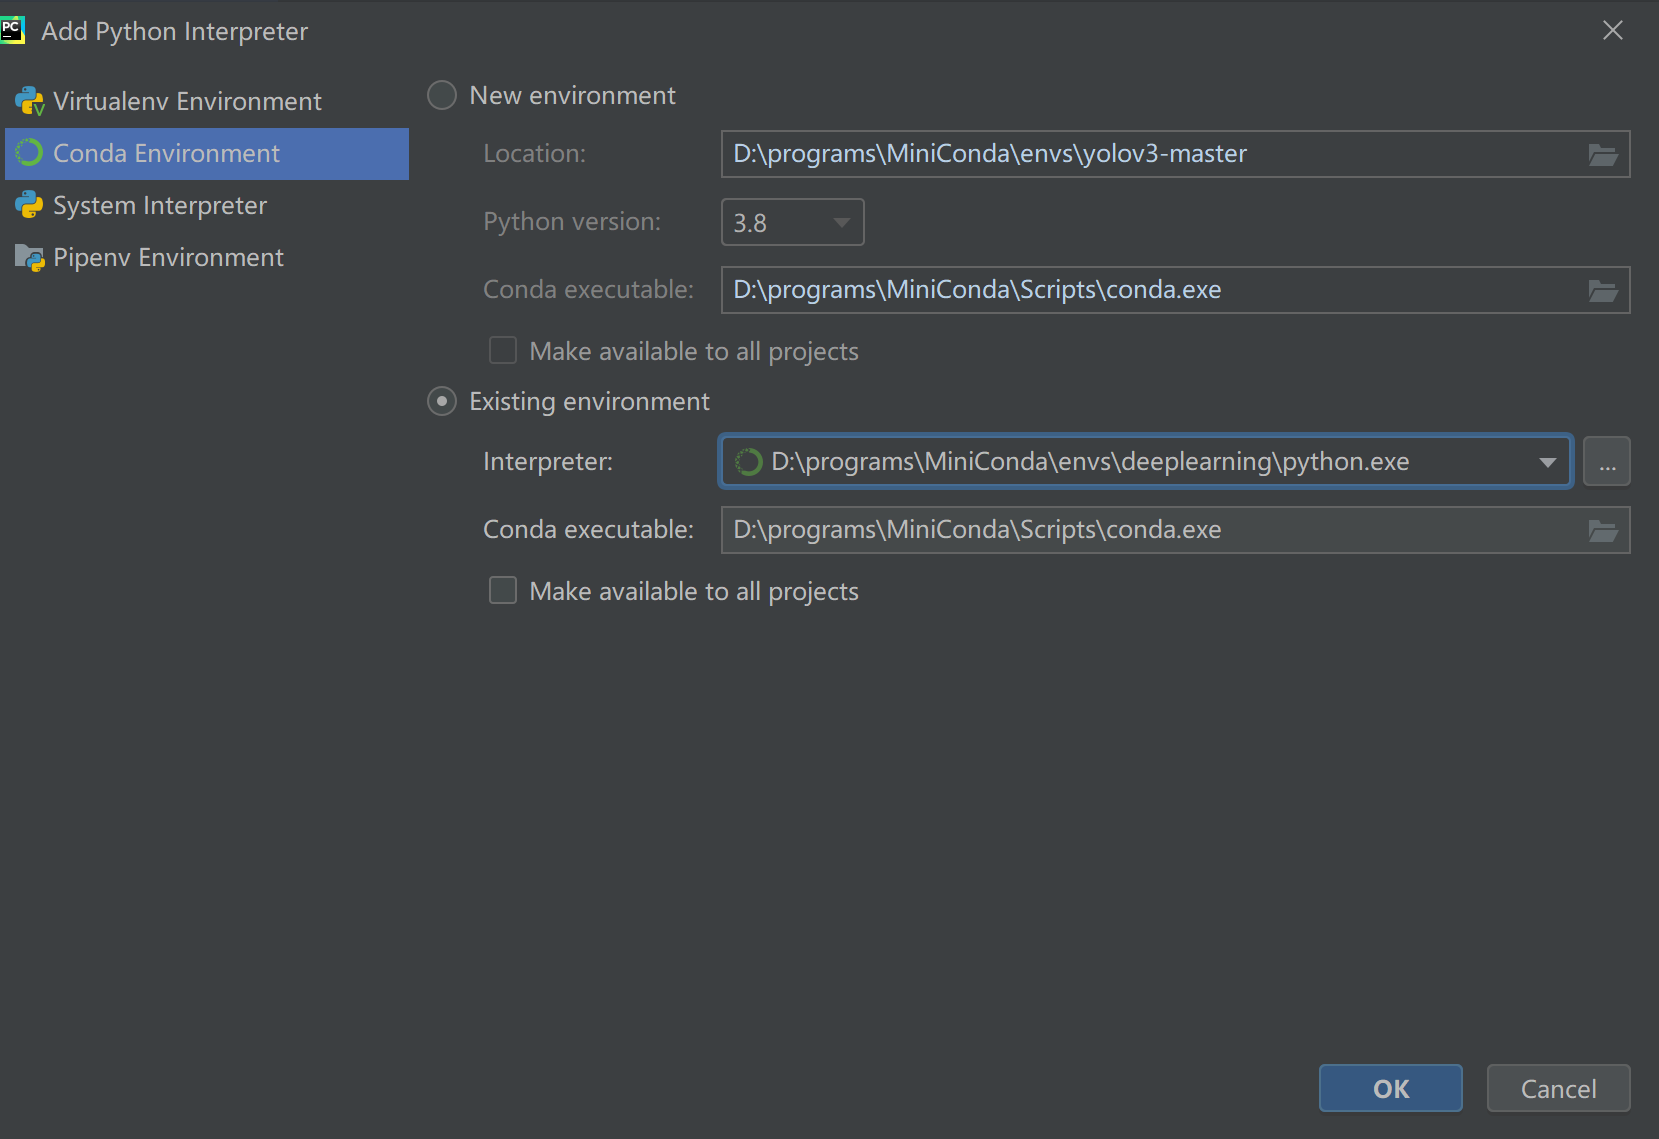 PC Add Python Interpreter
Virtualenv Environment
Conda Environment
System Interpreter
Pipenv Environment
New environment
Location: D:\programs\MiniConda\envs\yolov3-master
Python version: 3.8
Conda executable: D:\programs\MiniConda\Scripts\conda.exe
Make available to all projects
Existing environment
Interpreter: D:\programs\MiniConda\envs\deeplearning\python.exe ...
Conda executable: D:\programs\MiniConda\Scripts\conda.exe
Make available to all projects
OK Cancel